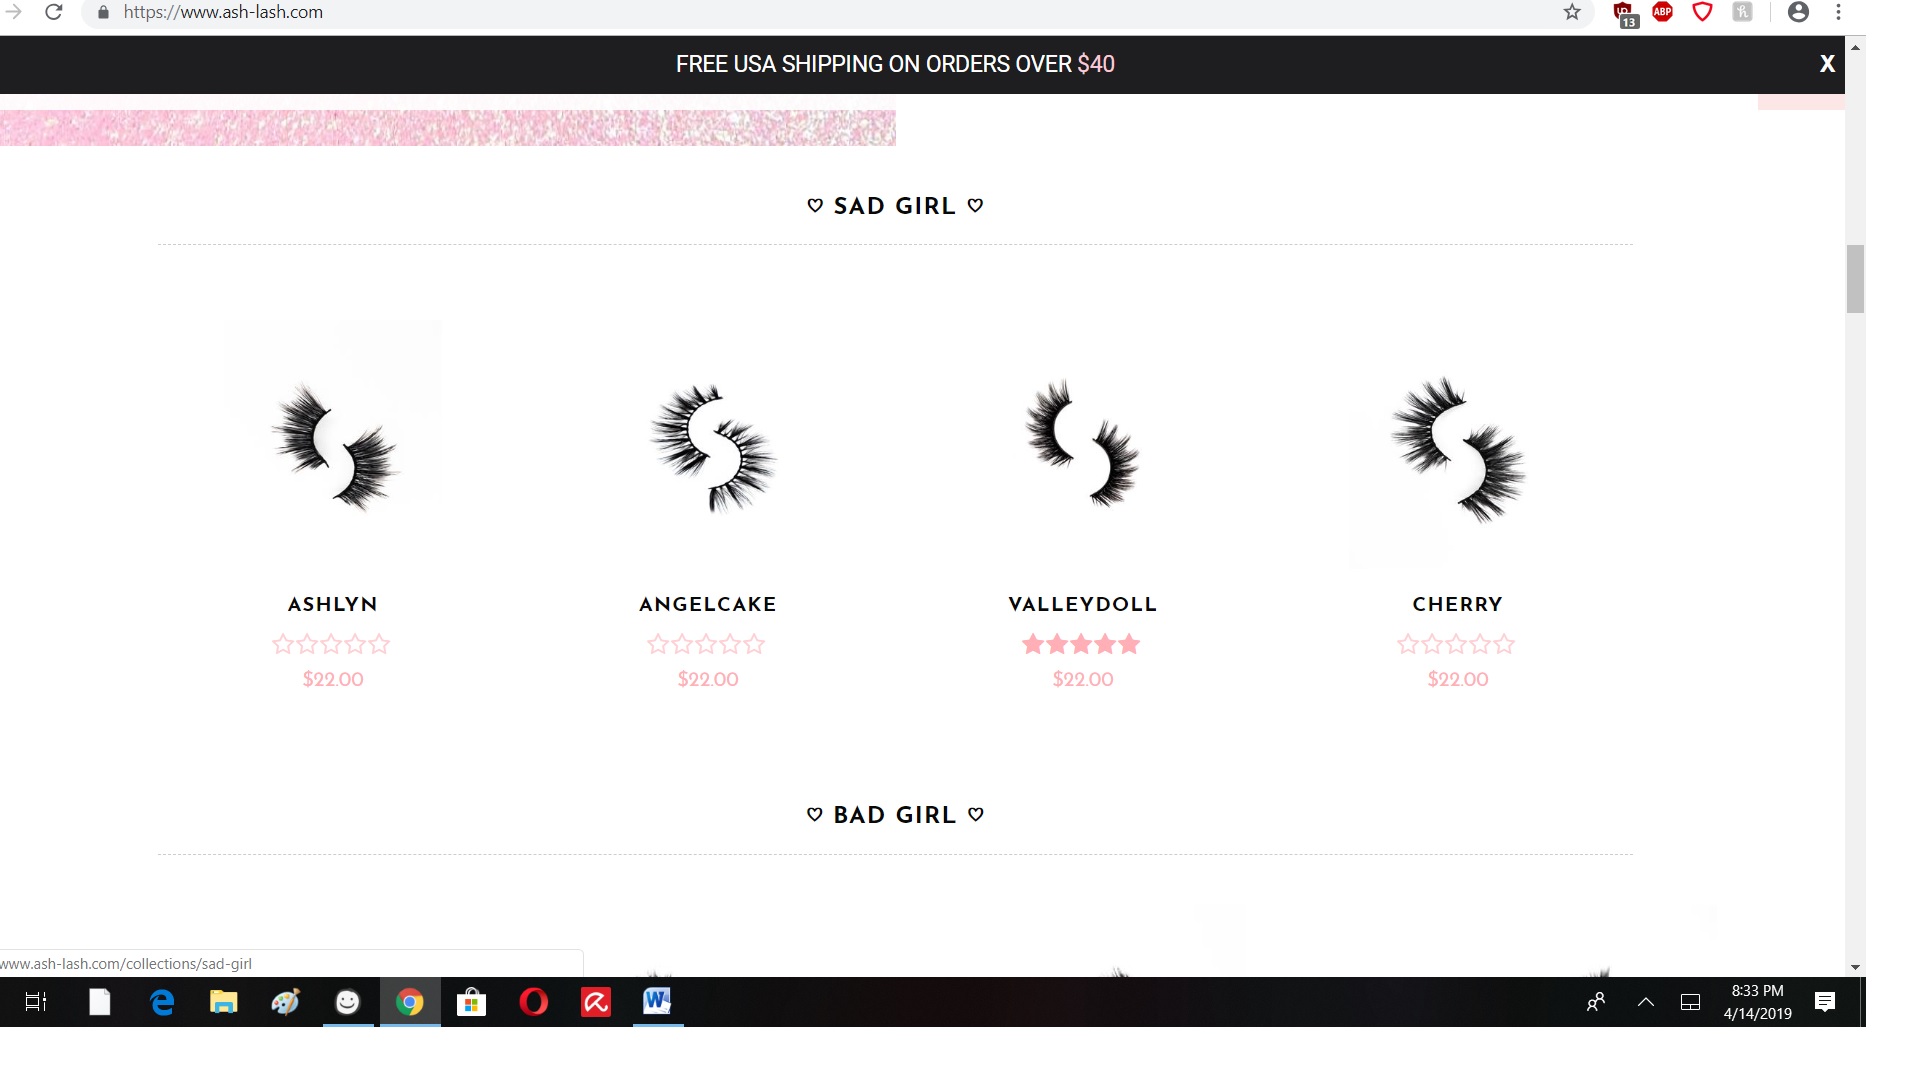 https://www.ash-lash.com
13
ABP
h
FREE USA SHIPPING ON ORDERS OVER $40
X
♡ SAD GIRL ♡
ASHLYN
ANGELCAKE
VALLEYDOLL
CHERRY
$22.00
$22.00
$22.00
$22.00
♡ BAD GIRL ♡
www.ash-lash.com/collections/sad-girl
W
8:33 PM
4/14/2019